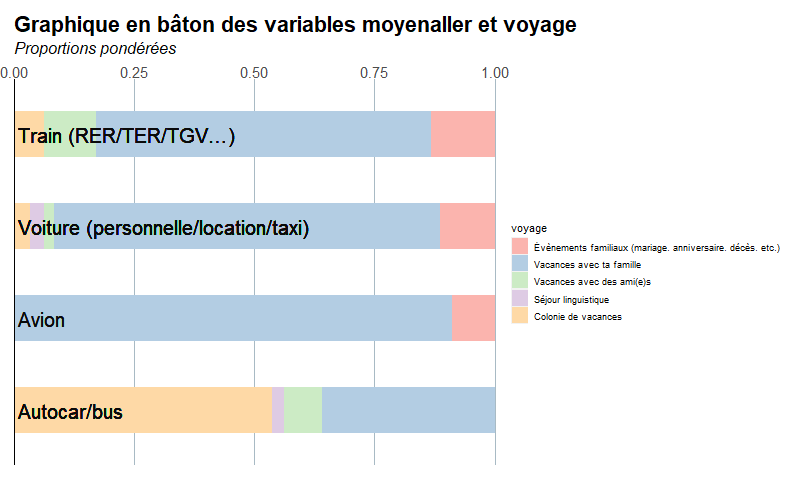 Graphique en bâton des variables moyenaller et voyage
Proportions pondérées
0.00 0.25 0.50 0.75 1.00
Train (RER/TER/TGV…)
Voiture (personnelle/location/taxi)
Avion
Autocar/bus
voyage
Évènements familiaux (mariage. anniversaire. décès. etc.)
Vacances avec ta famille
Vacances avec des ami(e)s
Séjour linguistique
Colonie de vacances